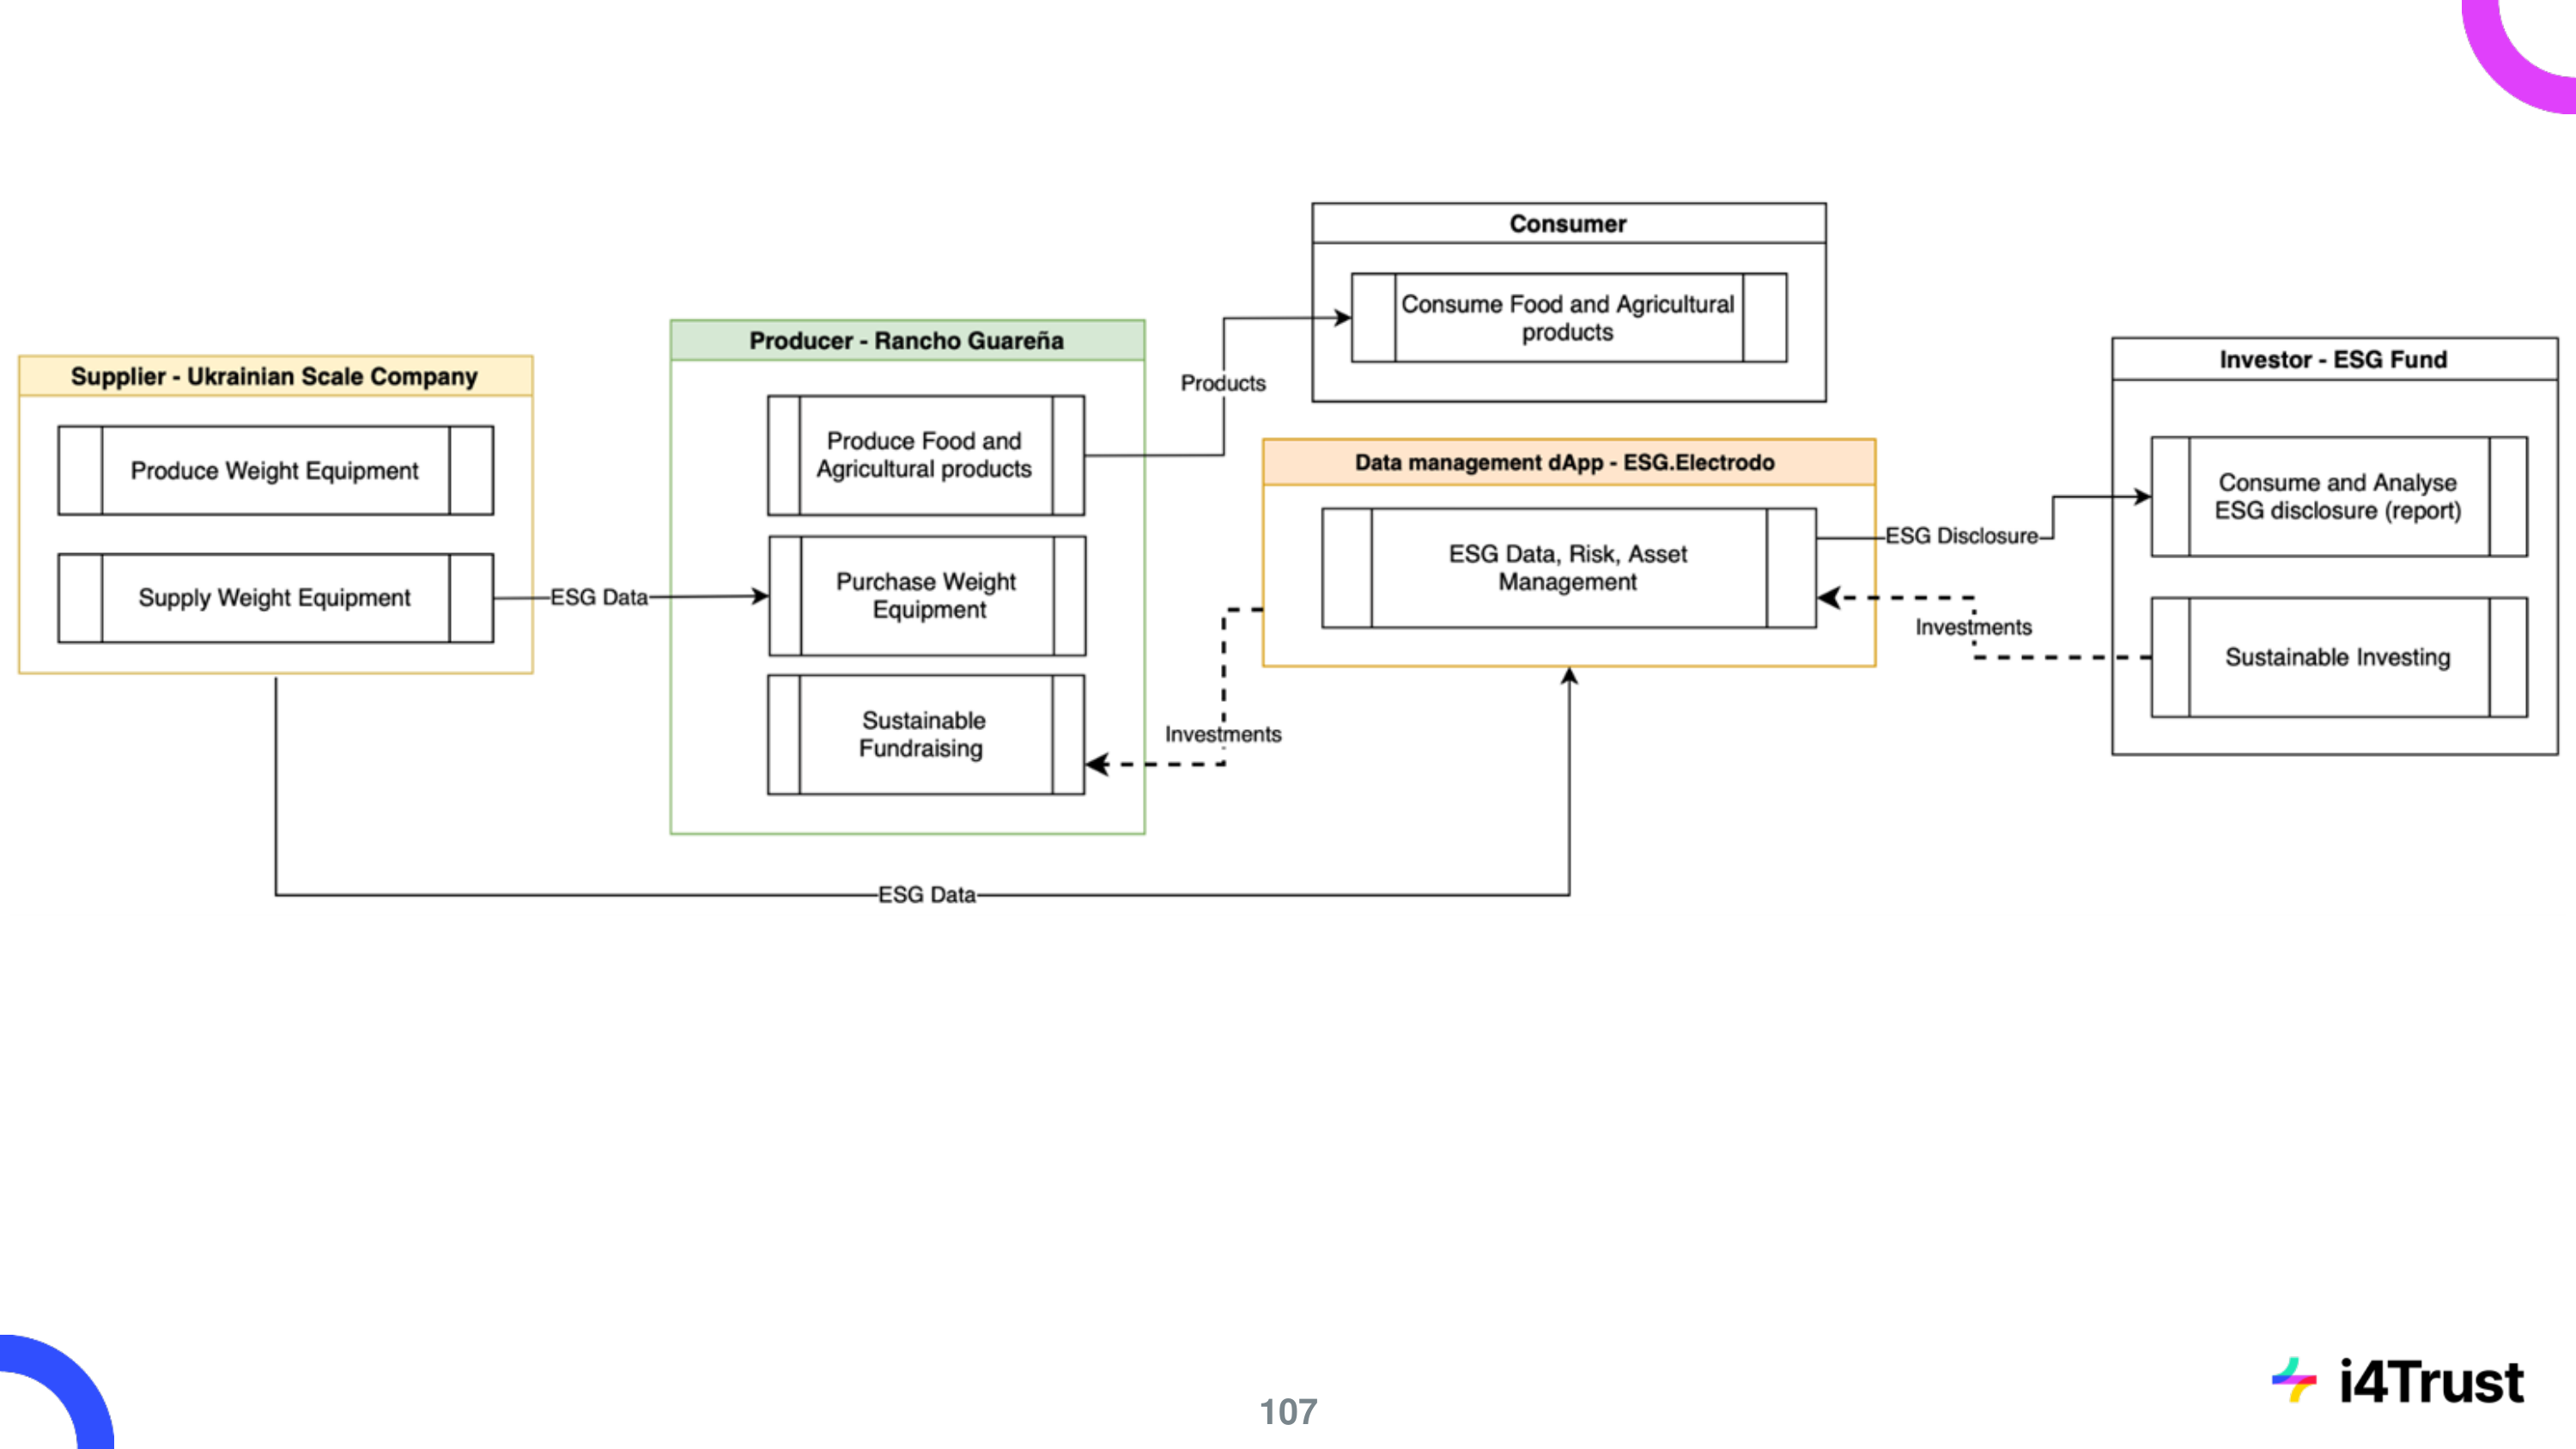 Consumer
Consume Food and Agricultural
products
Producer - Rancho Guareña
Produce Food and
Agricultural products
Purchase Weight
Equipment
Sustainable
Fundraising
Supplier - Ukrainian Scale Company
Produce Weight Equipment
Supply Weight Equipment
ESG Data
Products
Data management dApp - ESG.Electrodo
ESG Data, Risk, Asset
Management
ESG Disclosure
Investments
Investments
Investor - ESG Fund
Consume and Analyse
ESG disclosure (report)
Sustainable Investing
ESG Data
107
i4Trust